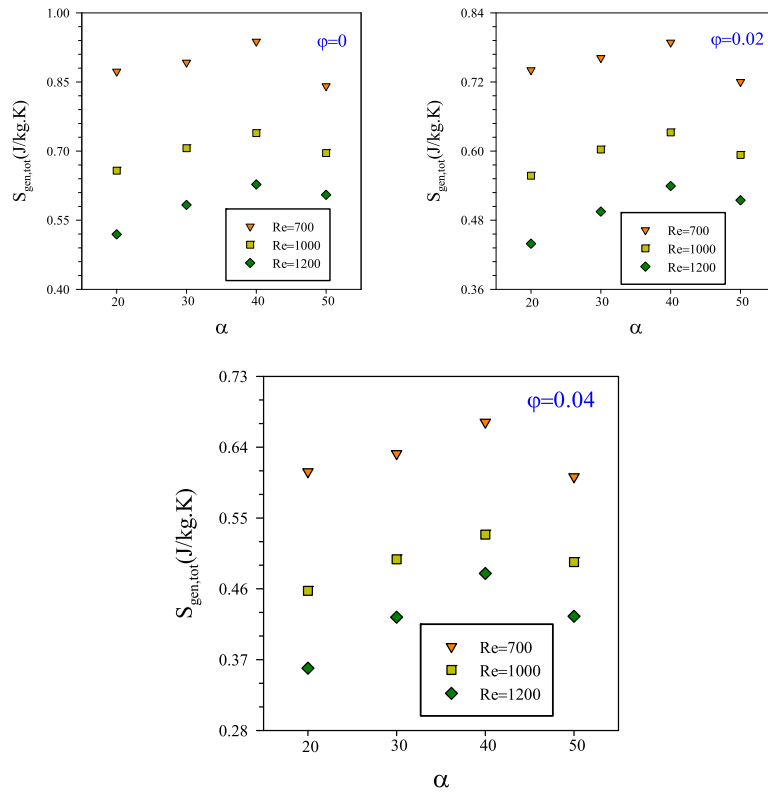 1.00
0.85
0.70
0.55
0.40
S_gen,tot(J/kg.K)
φ=0
Re=700
Re=1000
Re=1200
20 30 40 50
α
0.84
0.72
0.60
0.48
0.36
S_gen,tot(J/kg.K)
φ=0.02
Re=700
Re=1000
Re=1200
20 30 40 50
α
0.73
0.64
0.55
0.46
0.37
0.28
S_gen,tot(J/kg.K)
φ=0.04
Re=700
Re=1000
Re=1200
20 30 40 50
α